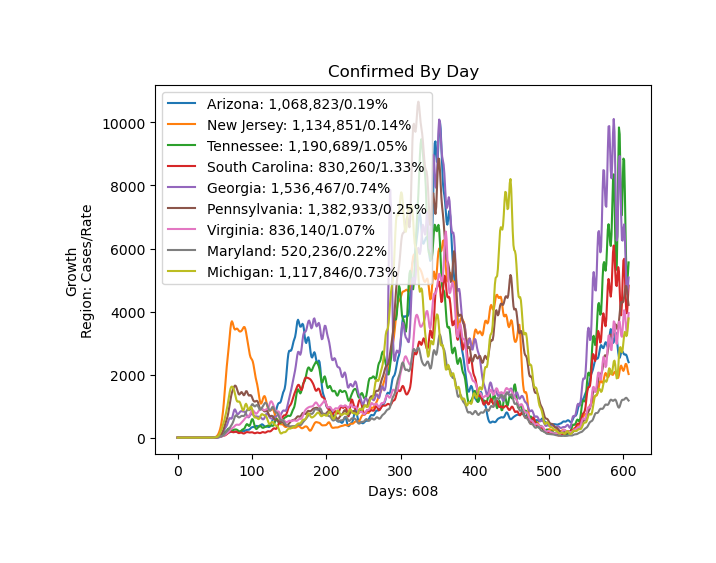 Confirmed By Day
Arizona: 1,068,823/0.19%
New Jersey: 1,134,851/0.14%
Tennessee: 1,190,689/1.05%
South Carolina: 830,260/1.33%
Georgia: 1,536,467/0.74%
Pennsylvania: 1,382,933/0.25%
Virginia: 836,140/1.07%
Maryland: 520,236/0.22%
Michigan: 1,117,846/0.73%
Growth
Region: Cases/Rate
10000
8000
6000
4000
2000
0
0 100 200 300 400 500 600
Days: 608